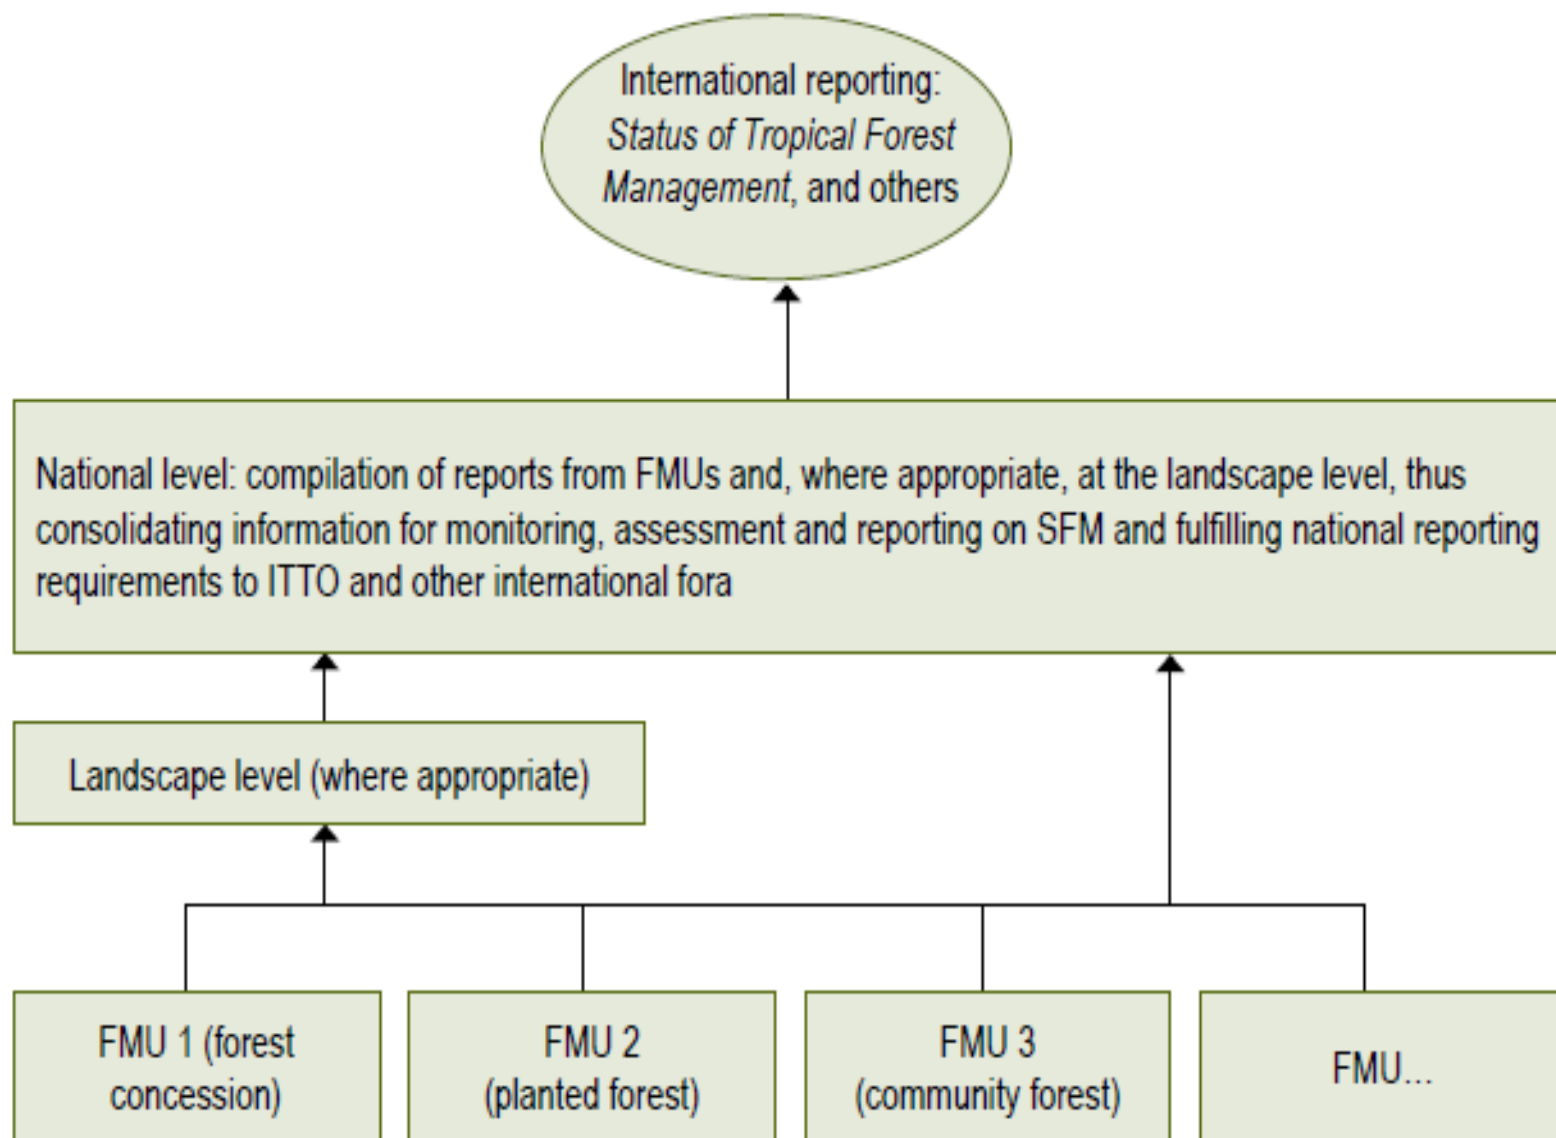 International reporting:
Status of Tropical Forest
Management, and others
National level: compilation of reports from FMUs and, where appropriate, at the landscape level, thus
consolidating information for monitoring, assessment and reporting on SFM and fulfilling national reporting
requirements to ITTO and other international fora
Landscape level (where appropriate)
FMU 1 (forest
concession)
FMU 2
(planted forest)
FMU 3
(community forest)
FMU...